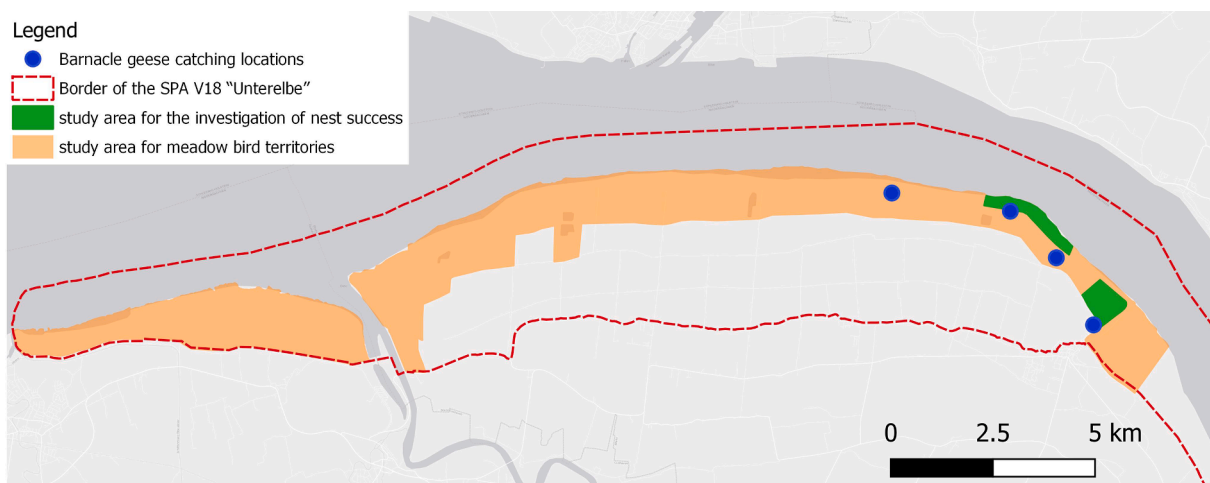 Legend
Barnacle geese catching locations
Border of the SPA V18 “Unterelbe”
study area for the investigation of nest success
study area for meadow bird territories
0 2.5 5 km